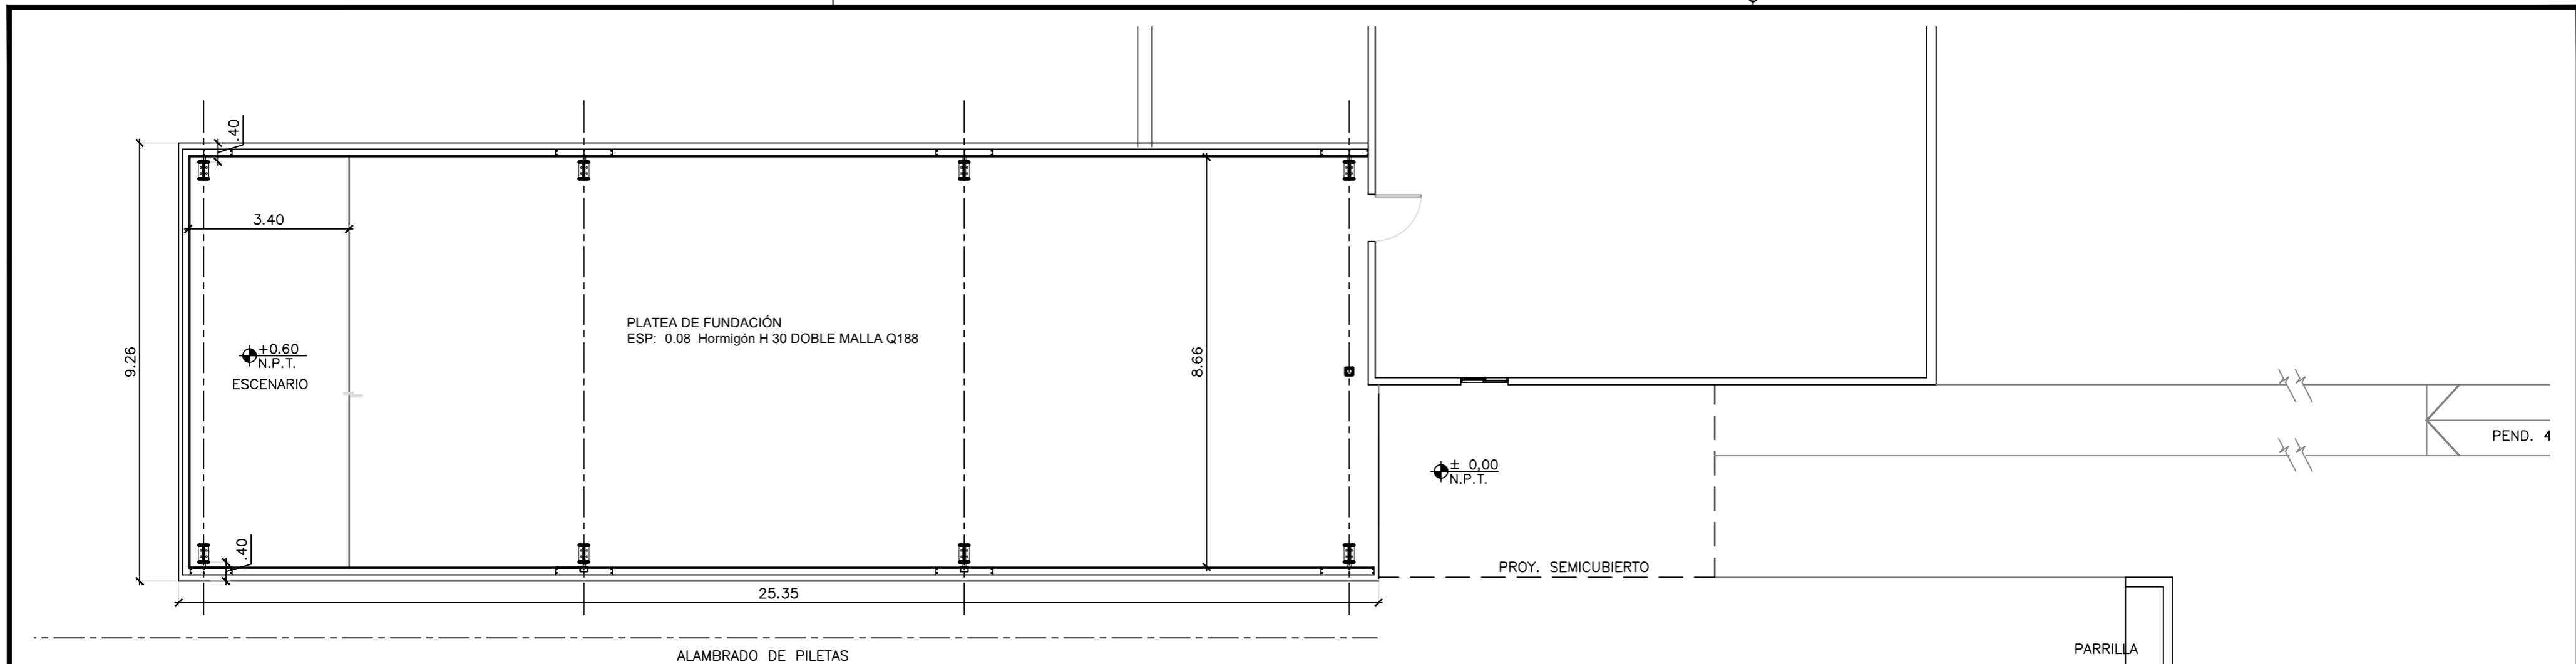 .40
3.40
9.26
+0.60
N.P.T.
ESCENARIO
PLATEA DE FUNDACIÓN
ESP: 0.08 Hormigón H 30 DOBLE MALLA Q188
8.66
.40
25.35
± 0,00
N.P.T.
PROY. SEMICUBIERTO
PEND. 4
ALAMBRADO DE PILETAS
PARRILLA